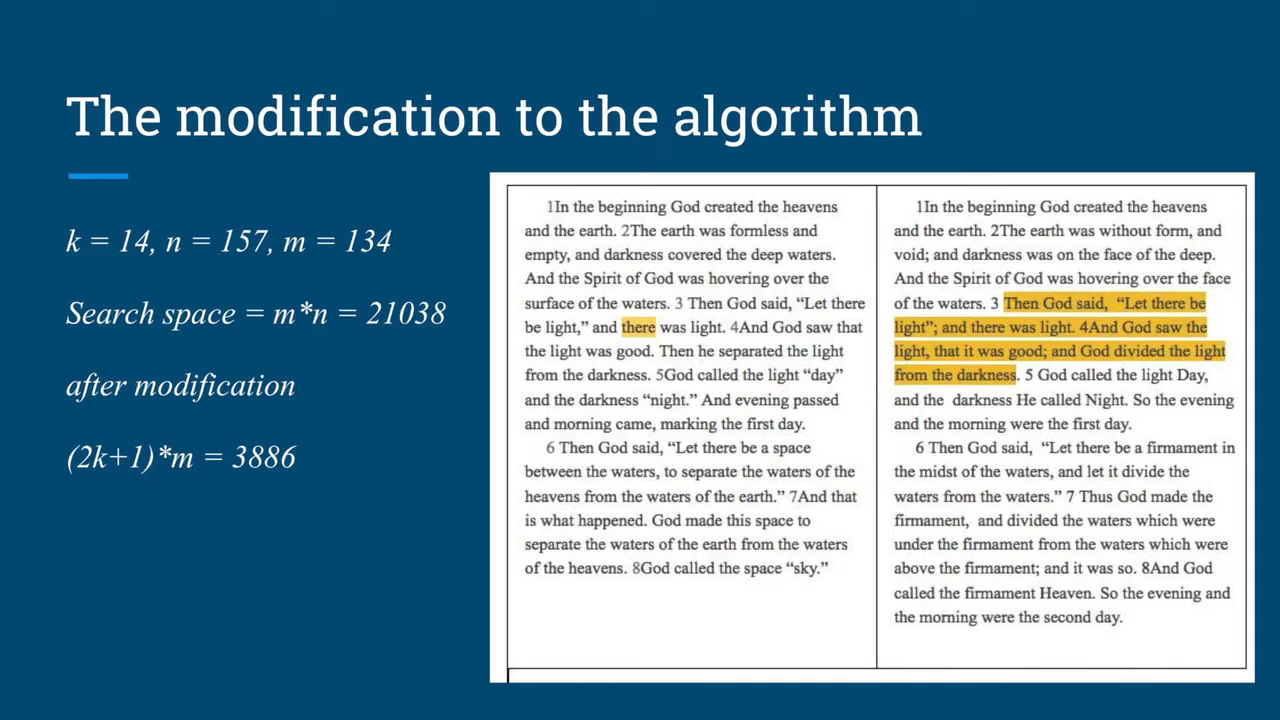 The modification to the algorithm
k = 14, n = 157, m = 134
Search space = m*n = 21038
after modification
(2k+1)*m = 3886
1In the beginning God created the heavens
and the earth. 2The earth was formless and
empty, and darkness covered the deep waters.
And the Spirit of God was hovering over the
surface of the waters. 3 Then God said, “Let there
be light,” and there was light. 4And God saw that
the light was good. Then he separated the light
from the darkness. 5God called the light “day”
and the darkness “night.” And evening passed
and morning came, marking the first day.
6 Then God said, “Let there be a space
between the waters, to separate the waters of the
heavens from the waters of the earth.” 7And that
is what happened. God made this space to
separate the waters of the earth from the waters
of the heavens. 8God called the space “sky.”
1In the beginning God created the heavens
and the earth. 2The earth was without form, and
void; and darkness was on the face of the deep.
And the Spirit of God was hovering over the face
of the waters. 3 Then God said, “Let there be
light”; and there was light. 4And God saw the
light, that it was good; and God divided the light
from the darkness. 5 God called the light Day,
and the darkness He called Night. So the evening
and the morning were the first day.
6 Then God said, “Let there be a firmament in
the midst of the waters, and let it divide the
waters from the waters.” 7 Thus God made the
firmament, and divided the waters which were
under the firmament from the waters which were
above the firmament; and it was so. 8And God
called the firmament Heaven. So the evening and
the morning were the second day.